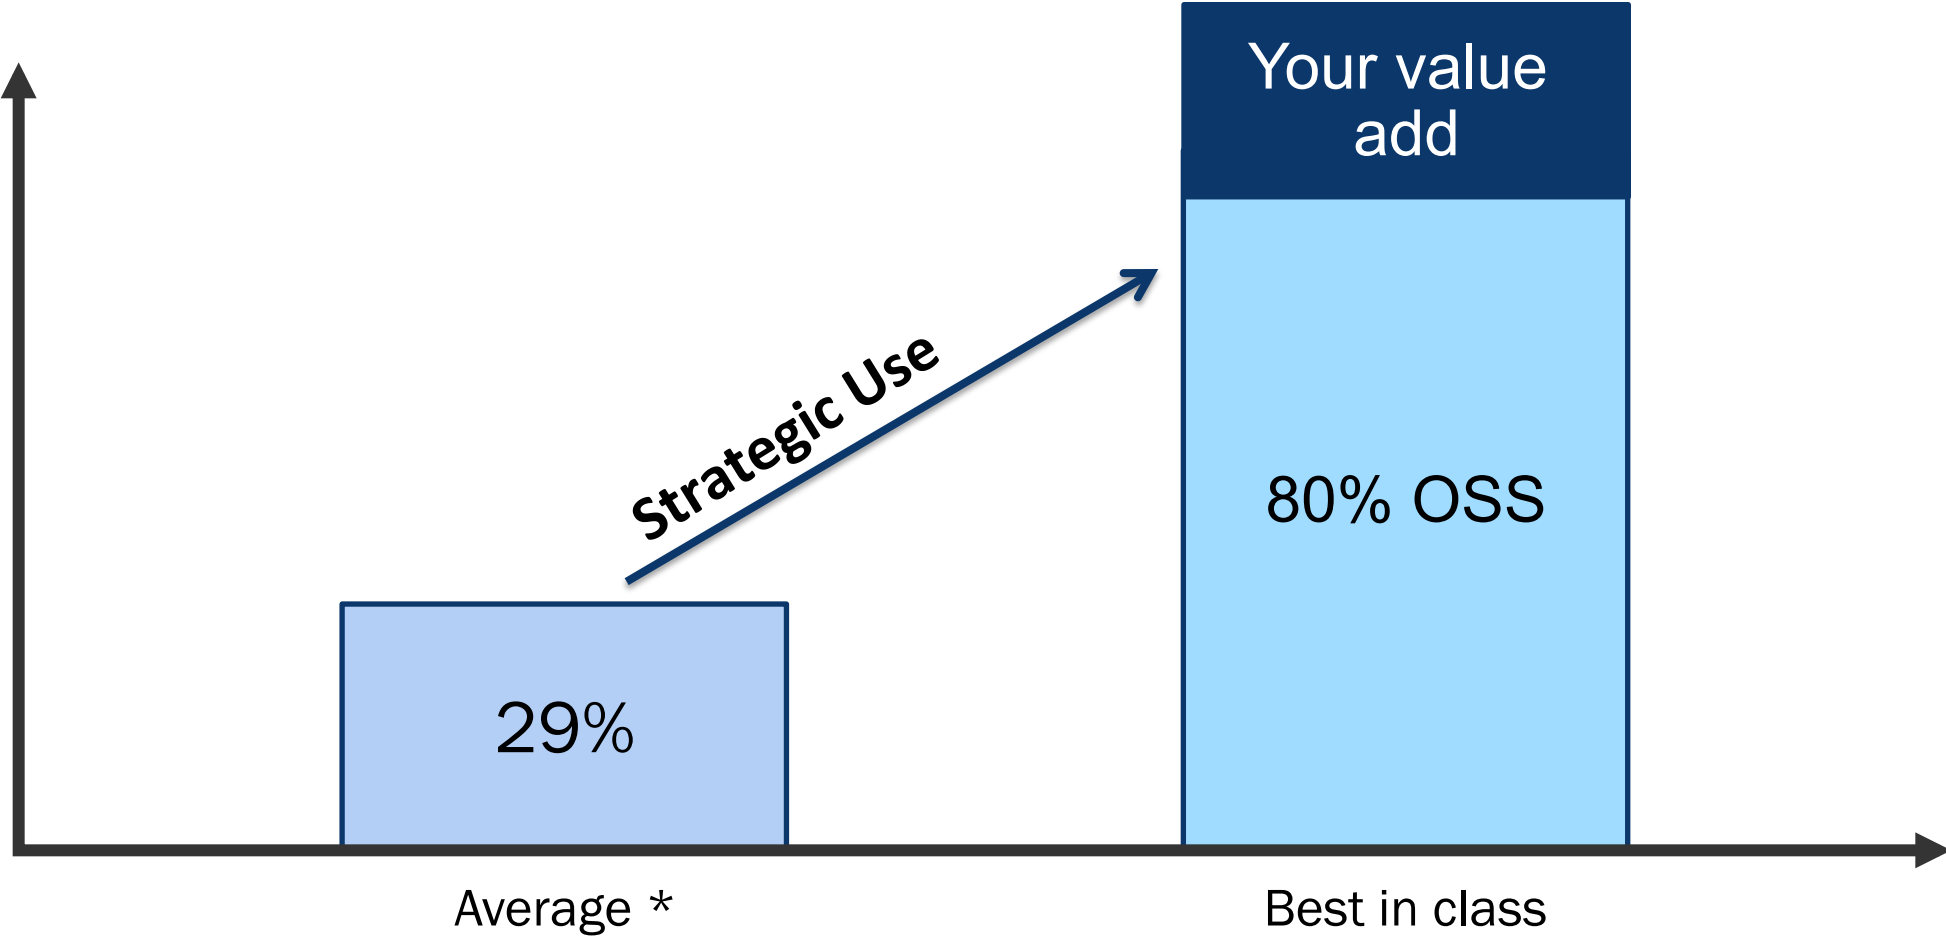 Your value
add
Strategic Use
80% OSS
29%
Average *
Best in class